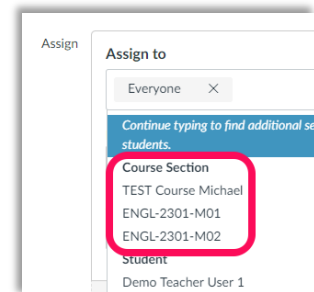 Assign
Assign to
Everyone X
Continue typing to find additional se
students.
Course Section
TEST Course Michael
ENGL-2301-M01
ENGL-2301-M02
Student
Demo Teacher User 1